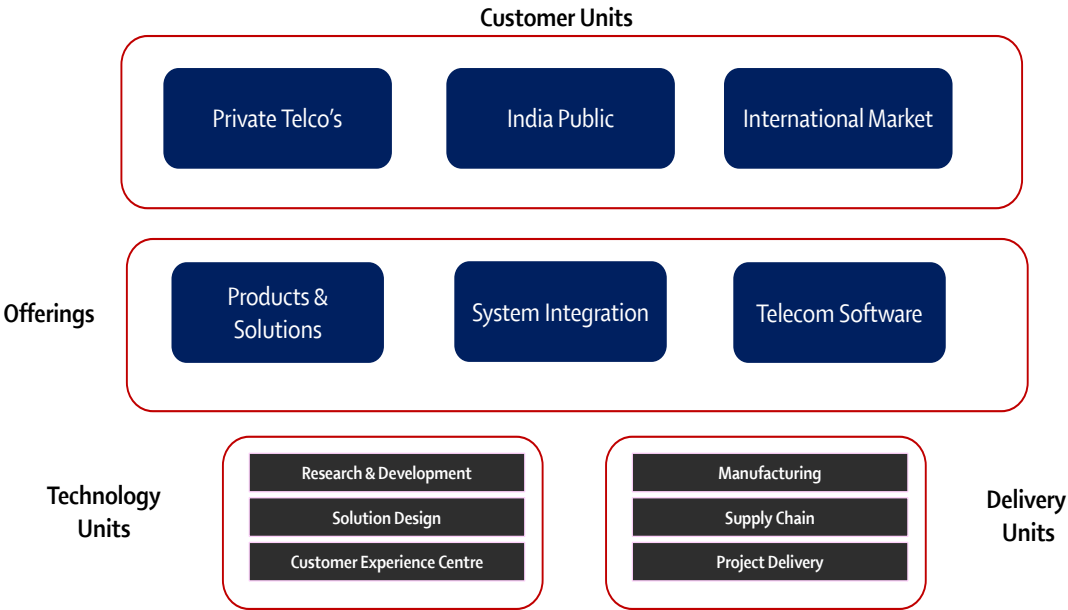 Customer Units
Private Telco's
India Public
International Market
Offerings
Products &
Solutions
System Integration
Telecom Software
Technology
Units
Research & Development
Solution Design
Customer Experience Centre
Manufacturing
Supply Chain
Project Delivery
Delivery
Units